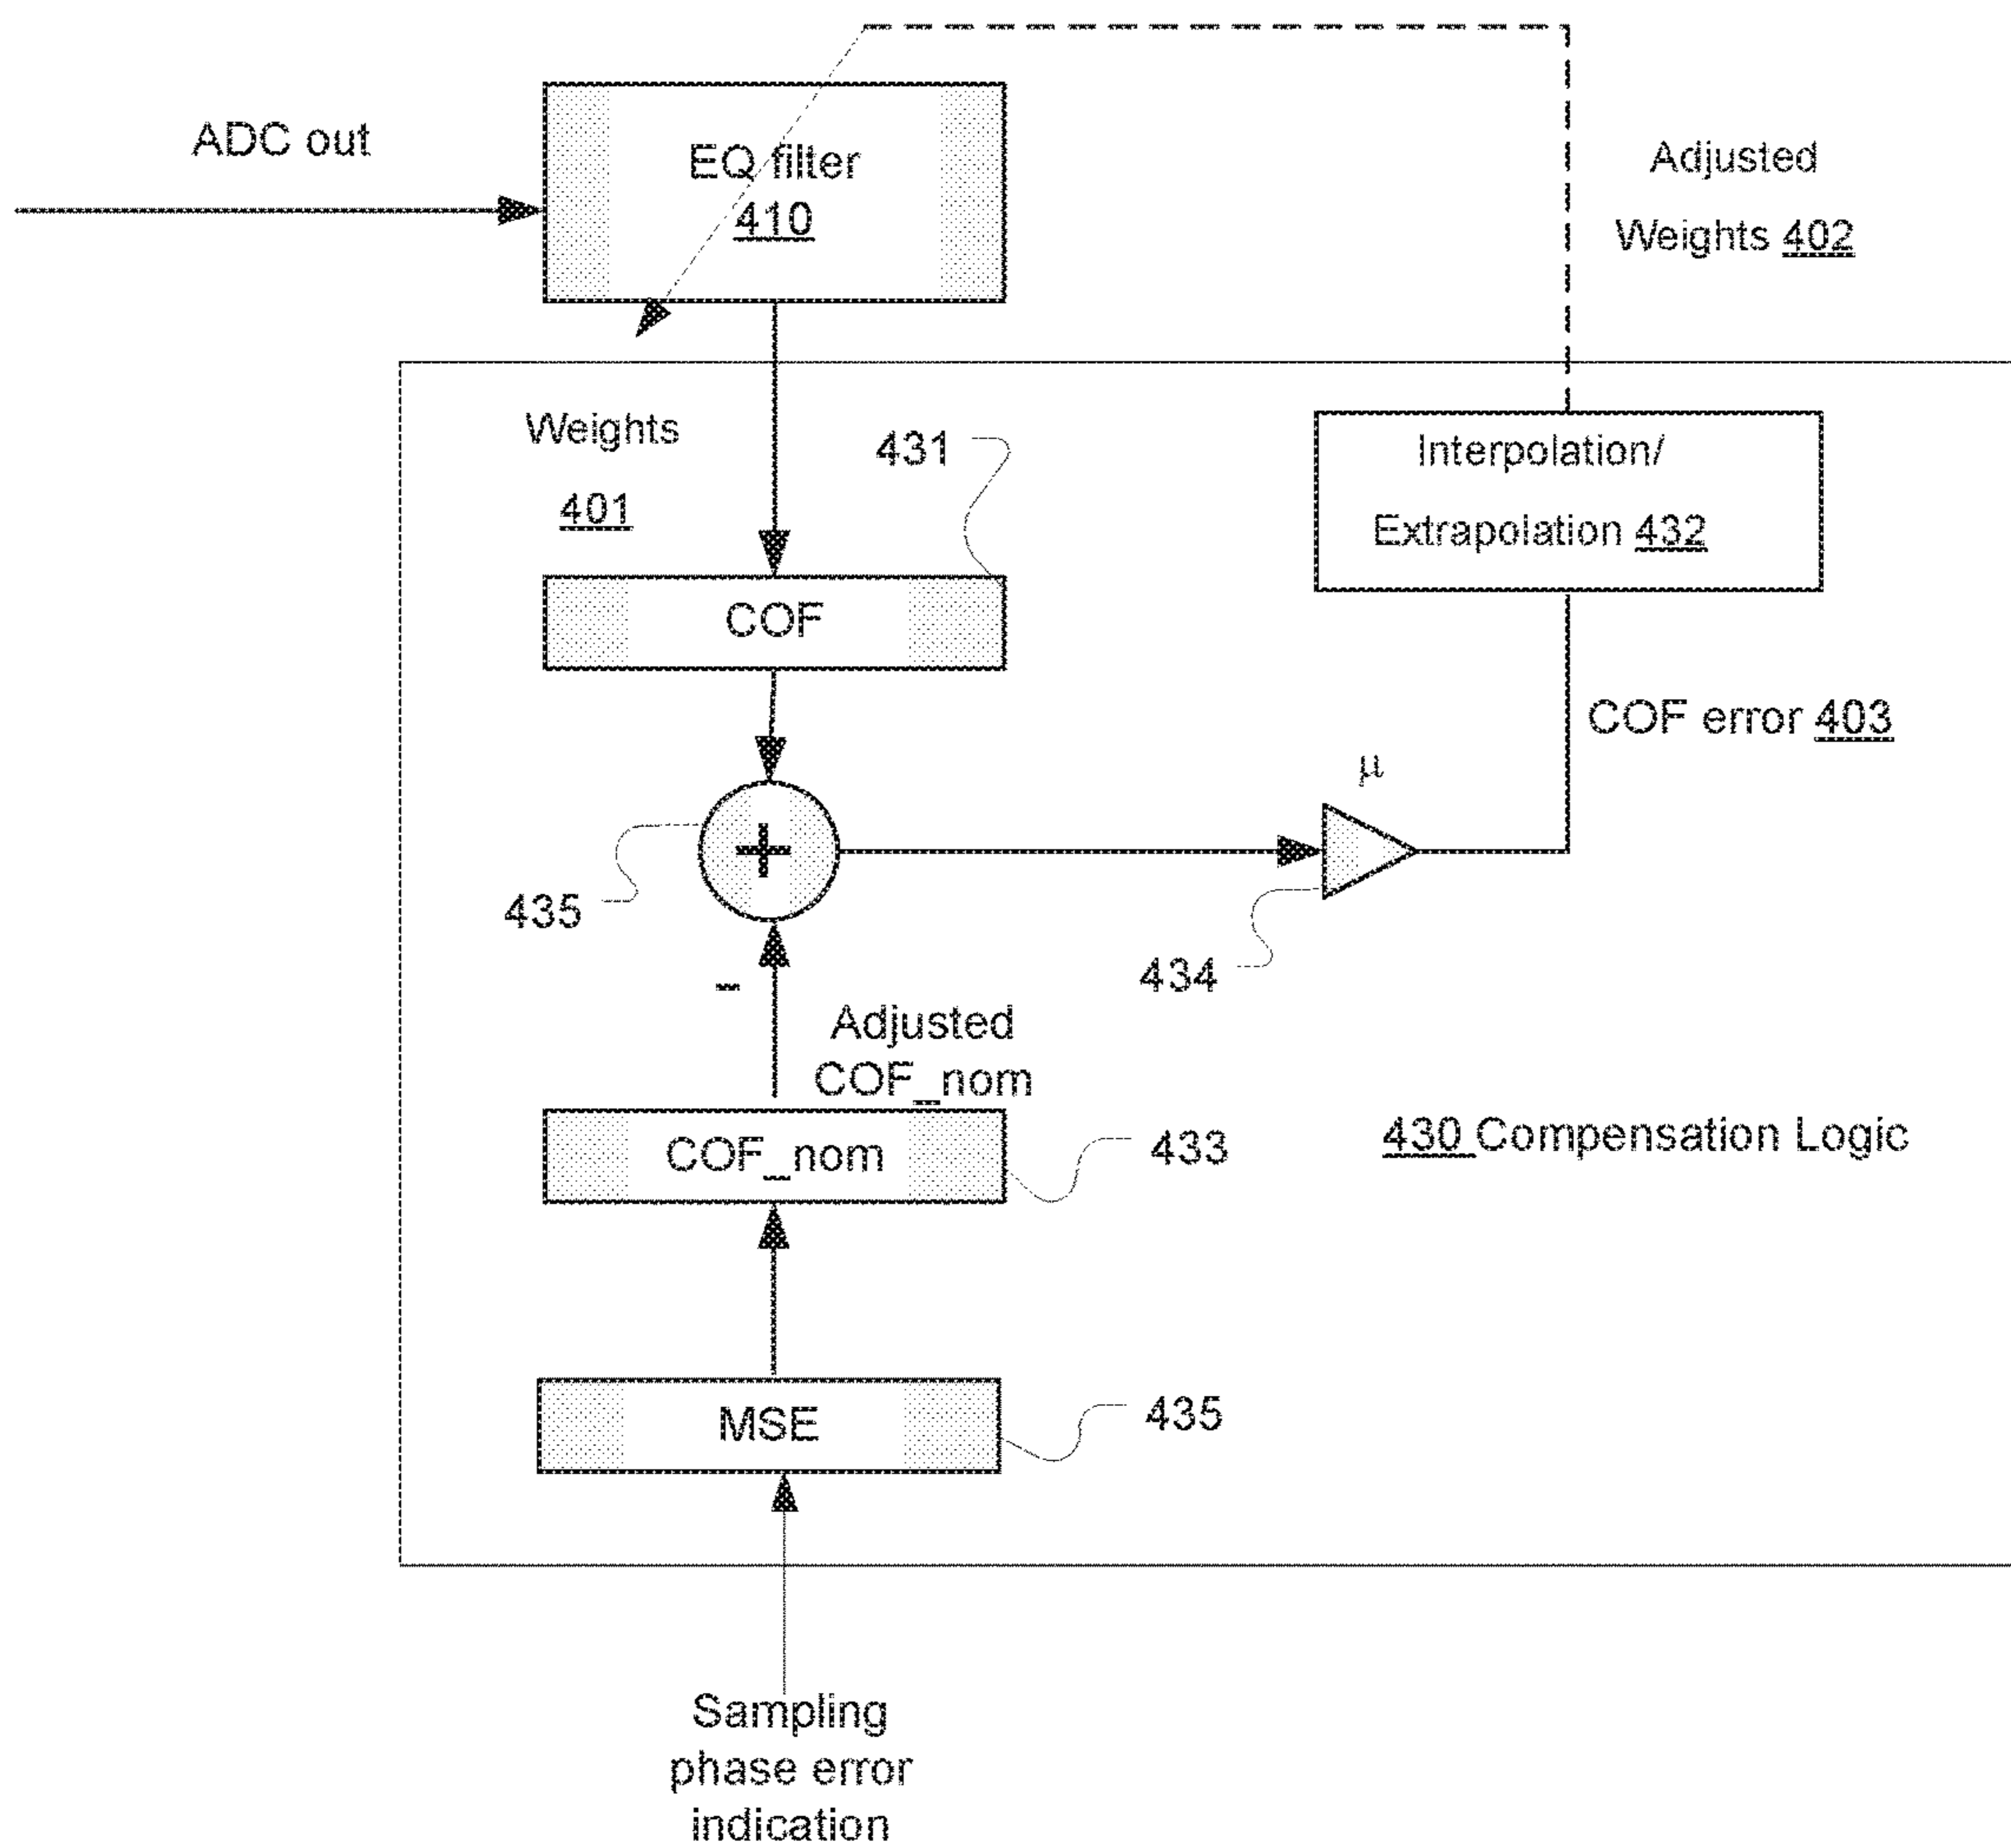 ADC out
EQ filter
410
Adjusted
Weights 402
Weights
401
431
Interpolation/
Extrapolation 432
COF
COF error 403
μ
+
435
434
-
Adjusted
COF_nom
COF_nom
433
430 Compensation Logic
MSE
435
Sampling
phase error
indication